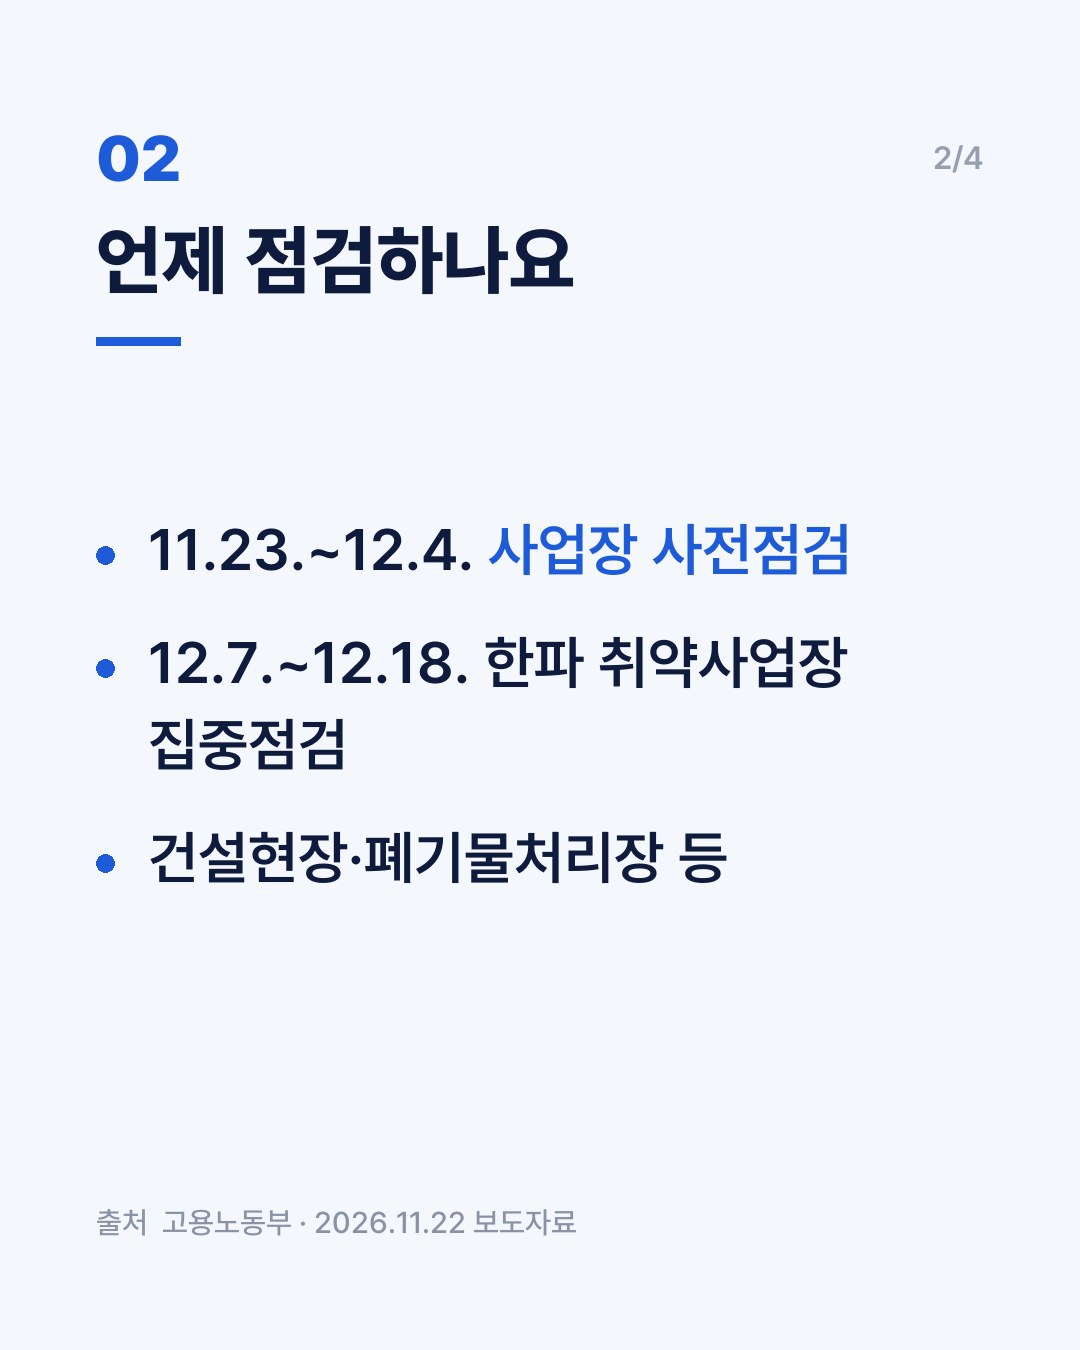 02
2/4
언제 점검하나요
11.23.~12.4. 사업장 사전점검
12.7.~12.18. 한파 취약사업장
집중점검
건설현장·폐기물처리장 등
출처 고용노동부 · 2026.11.22 보도자료